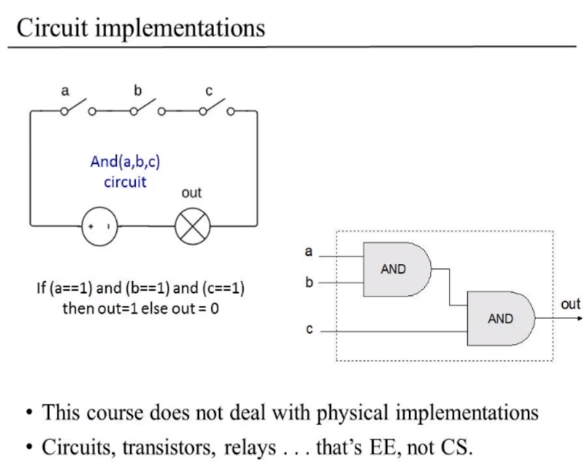 Circuit implementations
a b c
And(a,b,c)
circuit
out
+ -
If (a==1) and (b==1) and (c==1)
then out=1 else out = 0
a
AND
b
out
AND
c
• This course does not deal with physical implementations
• Circuits, transistors, relays . . . that's EE, not CS.